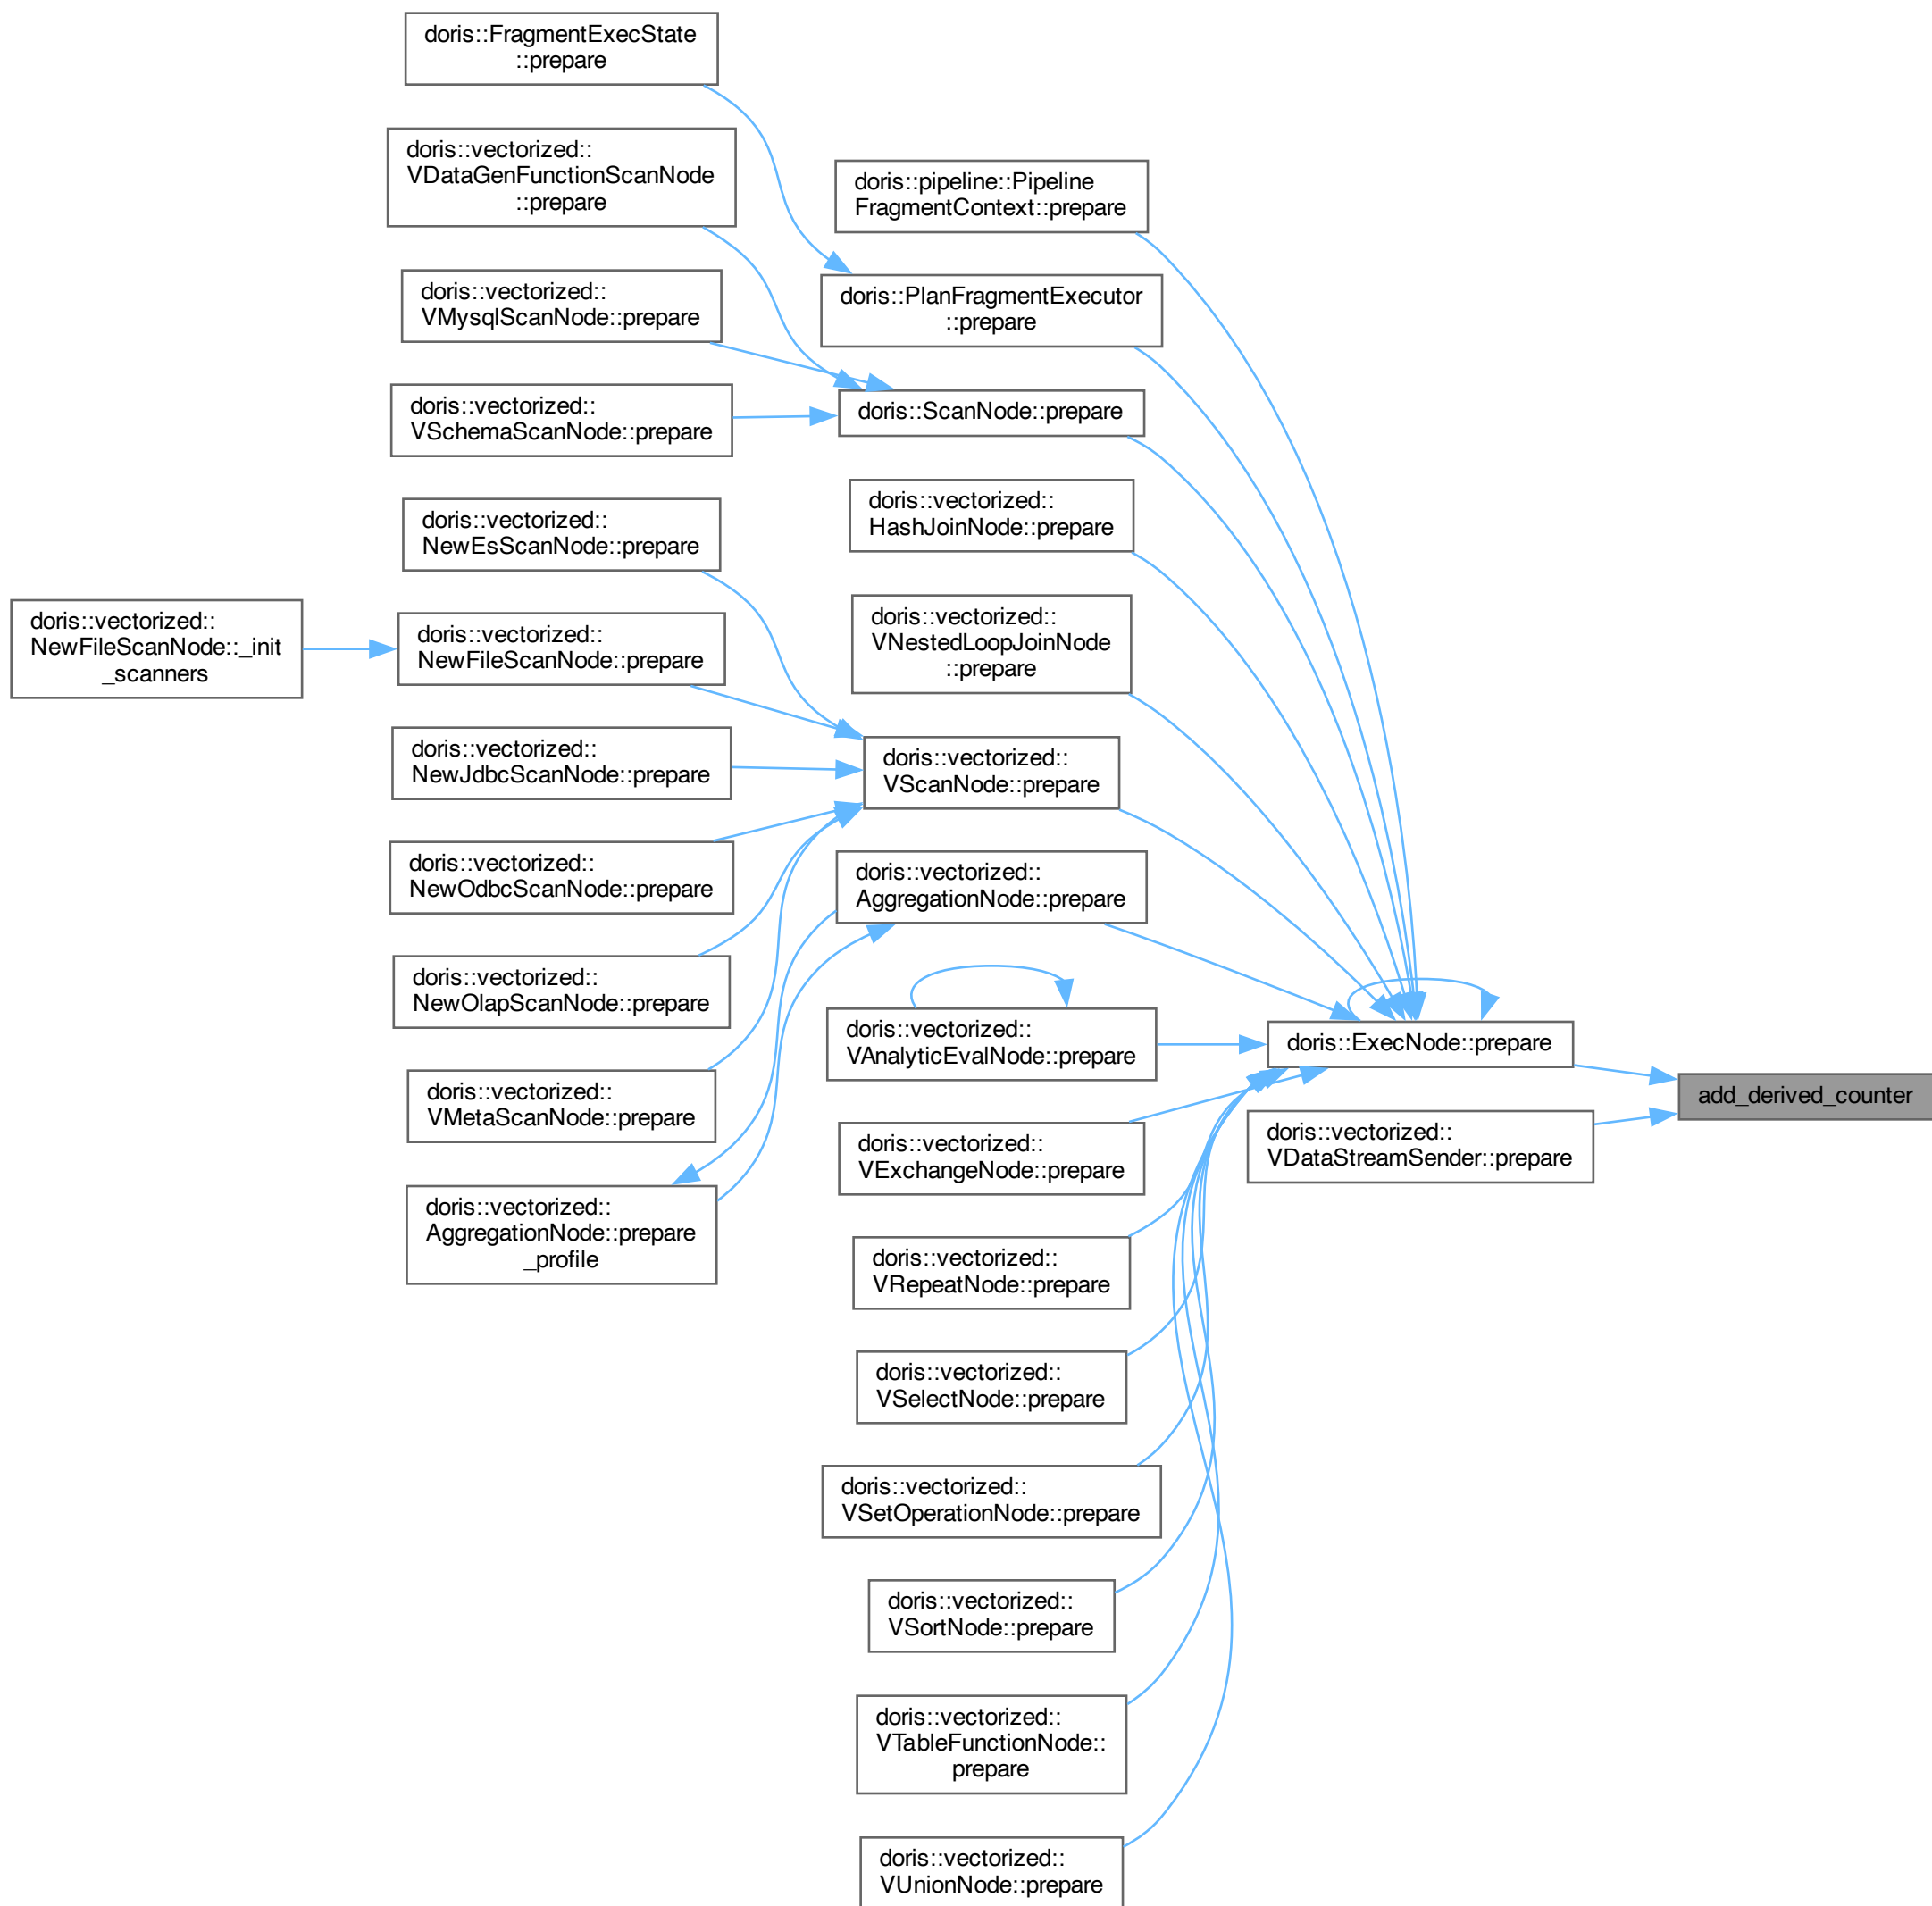 doris::FragmentExecState
::prepare
doris::vectorized::
VDataGenFunctionScanNode
::prepare
doris::vectorized::
VMysqlScanNode::prepare
doris::vectorized::
VSchemaScanNode::prepare
doris::vectorized::
NewEsScanNode::prepare
doris::vectorized::
NewFileScanNode::_init
_scanners
doris::vectorized::
NewFileScanNode::prepare
doris::vectorized::
NewJdbcScanNode::prepare
doris::vectorized::
NewOdbcScanNode::prepare
doris::vectorized::
NewOlapScanNode::prepare
doris::vectorized::
VMetaScanNode::prepare
doris::vectorized::
AggregationNode::prepare
_profile
doris::pipeline::Pipeline
FragmentContext::prepare
doris::PlanFragmentExecutor
::prepare
doris::ScanNode::prepare
doris::vectorized::
HashJoinNode::prepare
doris::vectorized::
VNestedLoopJoinNode
::prepare
doris::vectorized::
VScanNode::prepare
doris::vectorized::
AggregationNode::prepare
doris::vectorized::
VAnalyticEvalNode::prepare
doris::vectorized::
VExchangeNode::prepare
doris::vectorized::
VRepeatNode::prepare
doris::vectorized::
VSelectNode::prepare
doris::vectorized::
VSetOperationNode::prepare
doris::vectorized::
VSortNode::prepare
doris::vectorized::
VTableFunctionNode::
prepare
doris::vectorized::
VUnionNode::prepare
doris::ExecNode::prepare
doris::vectorized::
VDataStreamSender::prepare
add_derived_counter